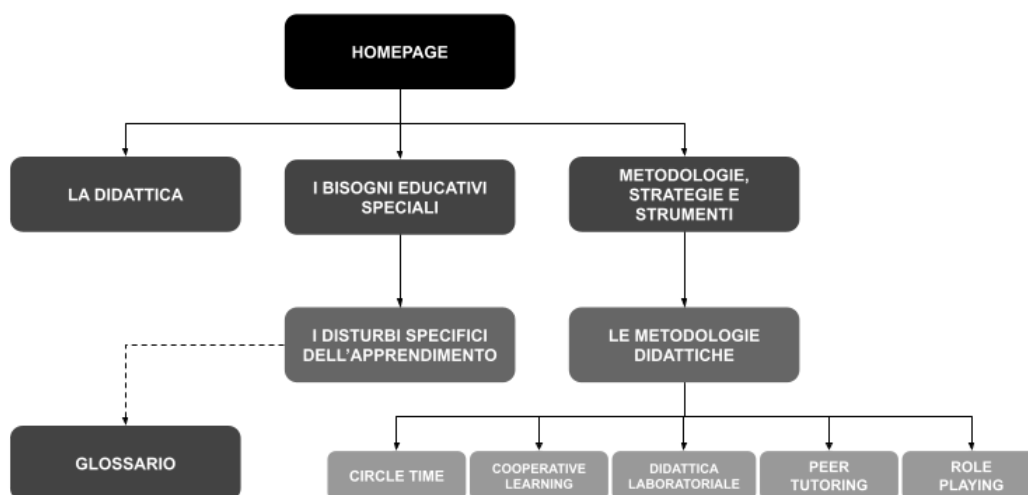 HOMEPAGE
LA DIDATTICA
I BISOGNI EDUCATIVI
SPECIALI
METODOLOGIE,
STRATEGIE E
STRUMENTI
I DISTURBI SPECIFICI
DELL'APPRENDIMENTO
LE METODOLOGIE
DIDATTICHE
GLOSSARIO
CIRCLE TIME
COOPERATIVE
LEARNING
DIDATTICA
LABORATORIALE
PEER
TUTORING
ROLE
PLAYING